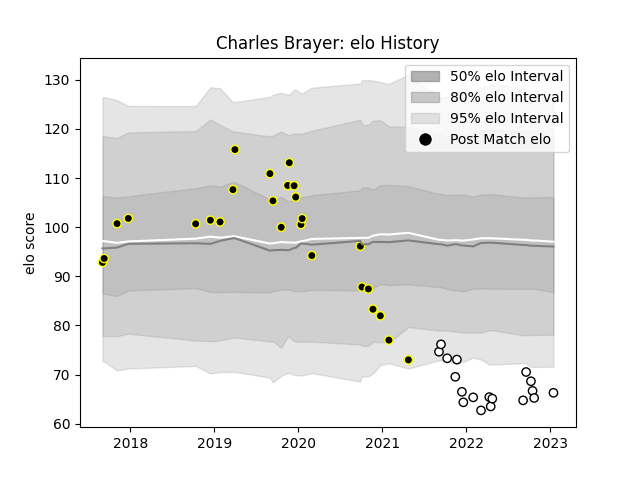 Charles Brayer: elo History
elo score
130
120
110
100
90
80
70
60
50% elo Interval
80% elo Interval
95% elo Interval
Post Match elo
2018 2019 2020 2021 2022 2023